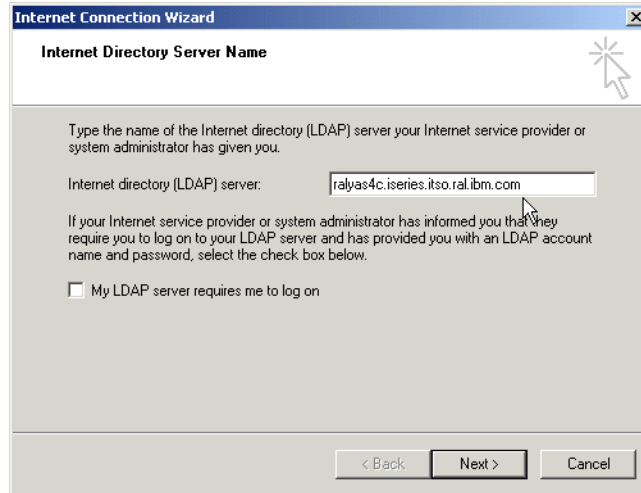 Internet Connection Wizard
Internet Directory Server Name
Type the name of the Internet directory (LDAP) server your Internet service provider or
system administrator has given you.
Internet directory (LDAP) server: ralyas4c.iseries.itso.ral.ibm.com
If your Internet service provider or system administrator has informed you that they
require you to log on to your LDAP server and has provided you with an LDAP account
name and password, select the check box below.
My LDAP server requires me to log on
< Back Next > Cancel